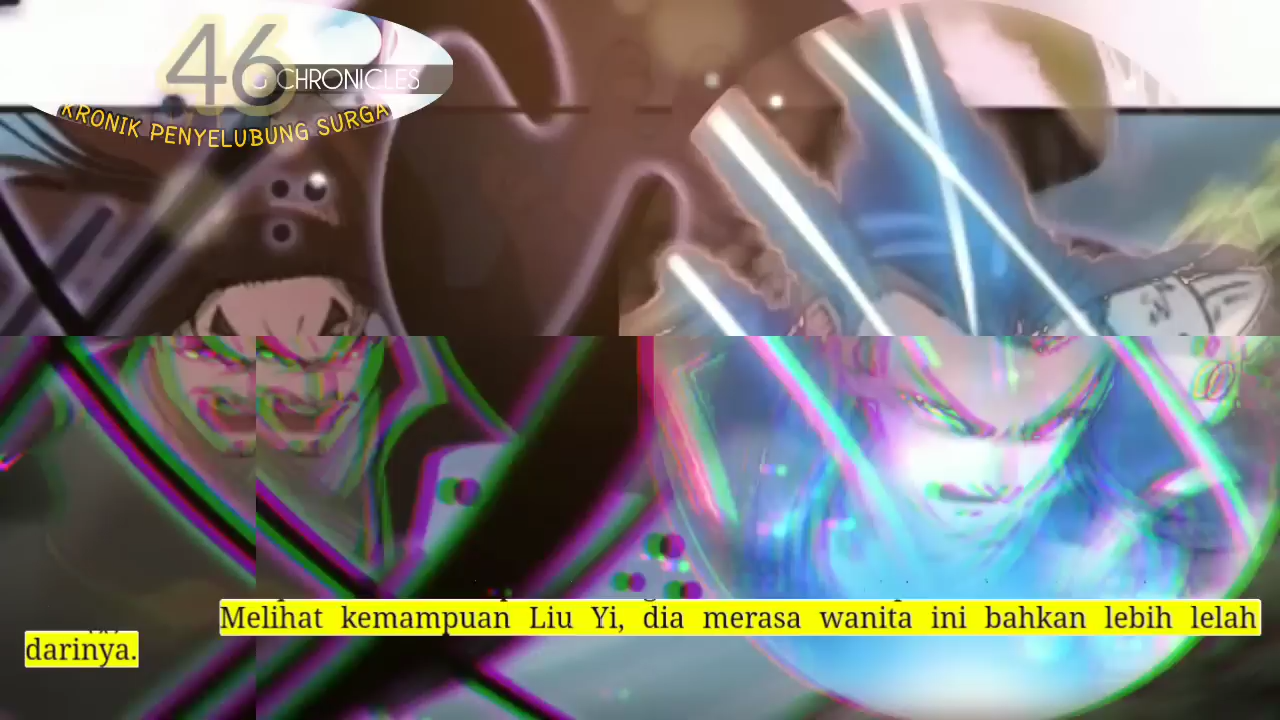 46
G CHRONICLES
KRONIK PENYELUBUNG SURGA
Melihat kemampuan Liu Yi, dia merasa wanita ini bahkan lebih lelah
darinya.